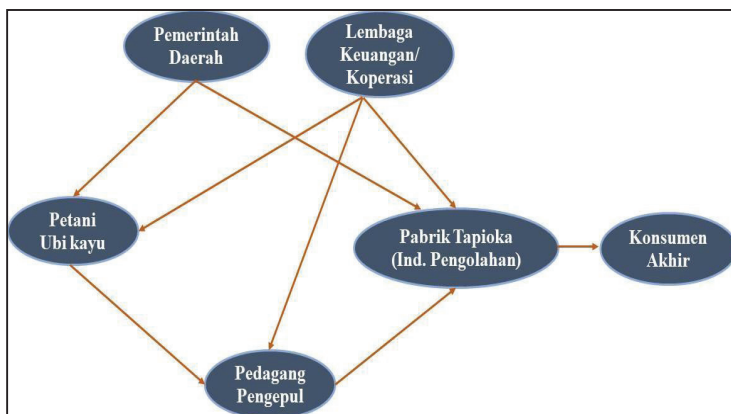 Pemerintah
Daerah
Lembaga
Keuangan/
Koperasi
Petani
Ubi kayu
Pabrik Tapioka
(Ind. Pengolahan)
Konsumen
Akhir
Pedagang
Pengepul